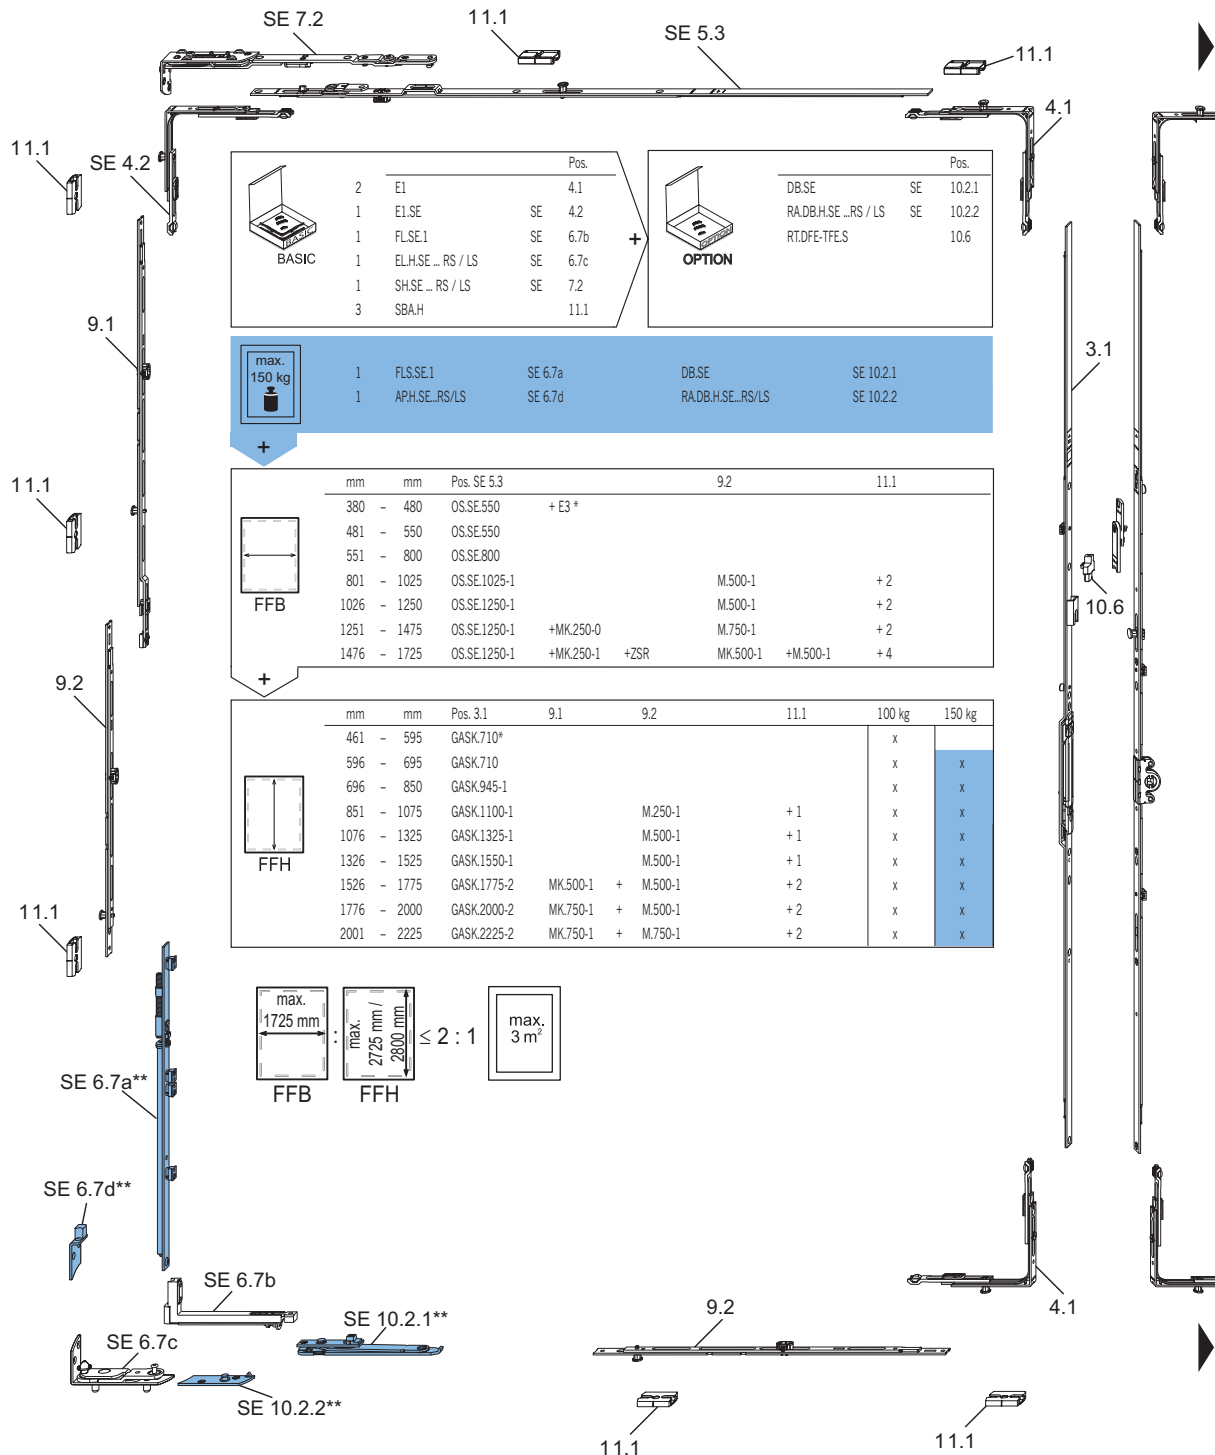 SE 7.2
11.1
SE 5.3
11.1
4.1
11.1
SE 4.2
Pos.
2 E1 4.1
1 E1.SE SE 4.2
1 FL.SE.1 SE 6.7b
1 EL.H.SE ... RS / LS SE 6.7c
1 SH.SE ... RS / LS SE 7.2
3 SBA.H 11.1
BASIC
BASIC
+
Pos.
DB.SE SE 10.2.1
RA.DB.H.SE ...RS / LS SE 10.2.2
RT.DFE-TFE.S 10.6
OPTION
OPTION
9.1
3.1
max.
150 kg
1 FLS.SE.1 SE 6.7a DB.SE SE 10.2.1
1 AP.H.SE...RS/LS SE 6.7d RA.DB.H.SE...RS/LS SE 10.2.2
+
mm mm Pos. SE 5.3 9.2 11.1
380 – 480 OS.SE.550 + E3 *
481 – 550 OS.SE.550
551 – 800 OS.SE.800
801 – 1025 OS.SE.1025-1 M.500-1 + 2
1026 – 1250 OS.SE.1250-1 M.500-1 + 2
1251 – 1475 OS.SE.1250-1 +MK.250-0 M.750-1 + 2
1476 – 1725 OS.SE.1250-1 +MK.250-1 +ZSR MK.500-1 +M.500-1 + 4
FFB
+
11.1
10.6
9.2
mm mm Pos. 3.1 9.1 9.2 11.1 100 kg 150 kg
461 – 595 GASK.710* x
596 – 695 GASK.710 x x
696 – 850 GASK.945-1 x x
851 – 1075 GASK.1100-1 M.250-1 + 1 x x
1076 – 1325 GASK.1325-1 M.500-1 + 1 x x
1326 – 1525 GASK.1550-1 M.500-1 + 1 x x
1526 – 1775 GASK.1775-2 MK.500-1 + M.500-1 + 2 x x
1776 – 2000 GASK.2000-2 MK.750-1 + M.500-1 + 2 x x
2001 – 2225 GASK.2225-2 MK.750-1 + M.750-1 + 2 x x
FFH
11.1
max.
1725 mm
FFB
:
max.
2725 mm /
2800 mm
FFH
≤ 2 : 1
max.
3 m²
SE 6.7a**
SE 6.7d**
SE 6.7b
SE 10.2.1**
SE 6.7c
SE 10.2.2**
9.2
4.1
11.1
11.1